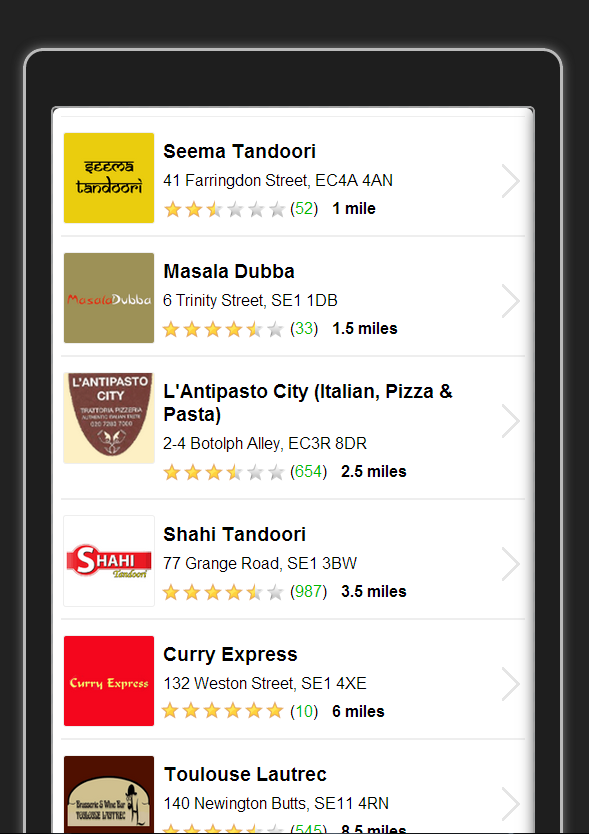 seema
tandoori
Seema Tandoori
41 Farringdon Street, EC4A 4AN
(52) 1 mile
MasalaDubba
Masala Dubba
6 Trinity Street, SE1 1DB
(33) 1.5 miles
L'ANTIPASTO
CITY
TRATTORIA PIZZERIA
AUTHENTIC ITALIAN TASTE
020 7283 7000
L'Antipasto City (Italian, Pizza &
Pasta)
2-4 Botolph Alley, EC3R 8DR
(654) 2.5 miles
SHAHI
Tandoori
Shahi Tandoori
77 Grange Road, SE1 3BW
(987) 3.5 miles
Curry Express
Curry Express
132 Weston Street, SE1 4XE
(10) 6 miles
Brasserie & Wine Bar
TOULOUSE LAUTREC
Toulouse Lautrec
140 Newington Butts, SE11 4RN
(545) 8.5 miles